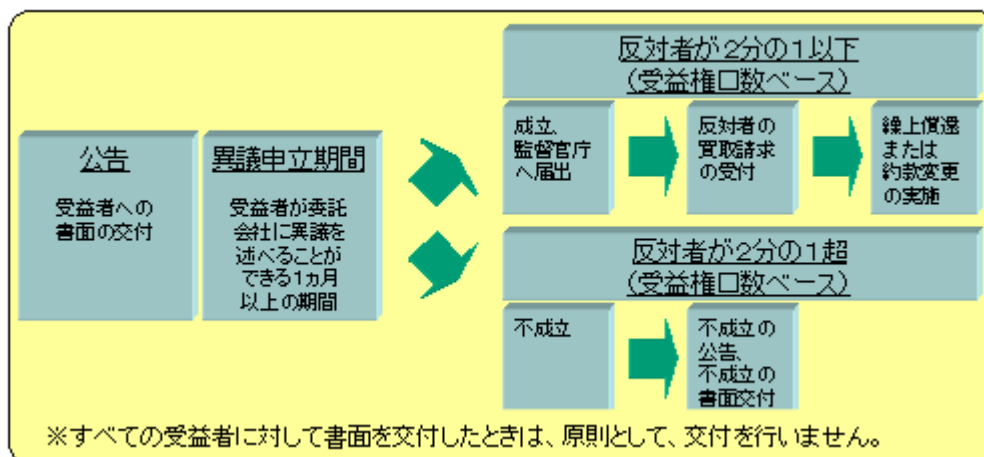 公告
受益者への
書面の交付
異議申立期間
受益者が委託
会社に異議を
述べることが
できる1ヵ月
以上の期間
反対者が2分の1以下
(受益権口数ベース)
成立、
監督官庁
へ届出
反対者の
買取請求
の受付
繰上償還
または
約款変更
の実施
反対者が2分の1超
(受益権口数ベース)
不成立
不成立の
公告、
不成立の
書面交付
※すべての受益者に対して書面を交付したときは、原則として、交付を行いません。